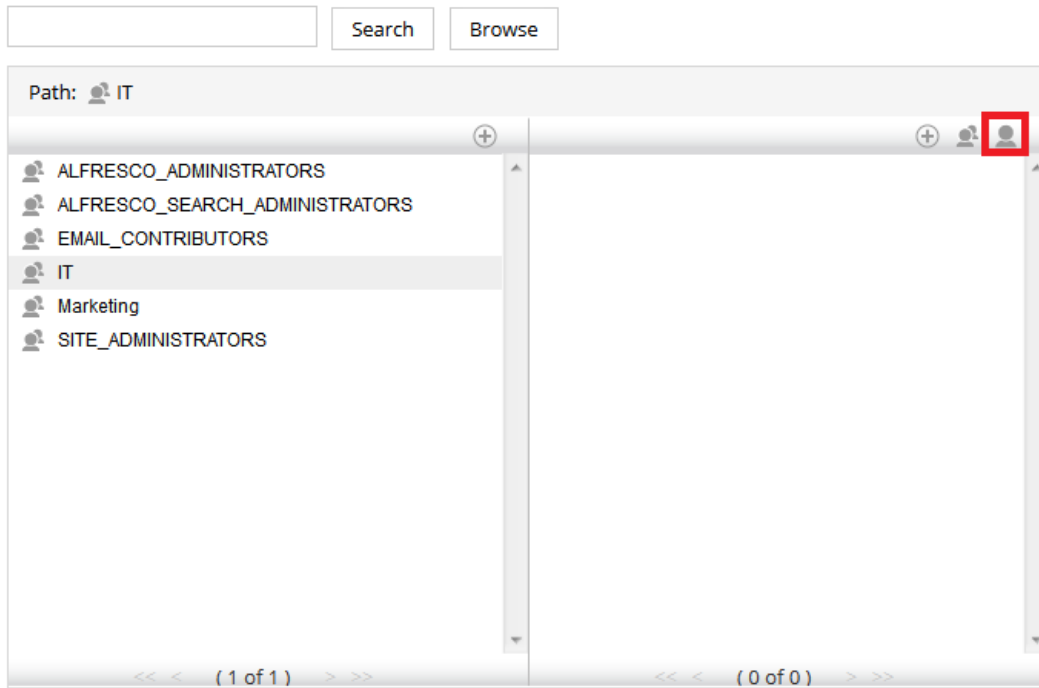 Search Browse
Path: IT
ALFRESCO_ADMINISTRATORS
ALFRESCO_SEARCH_ADMINISTRATORS
EMAIL_CONTRIBUTORS
IT
Marketing
SITE_ADMINISTRATORS
<< < ( 1 of 1 ) > >> << < ( 0 of 0 ) > >>